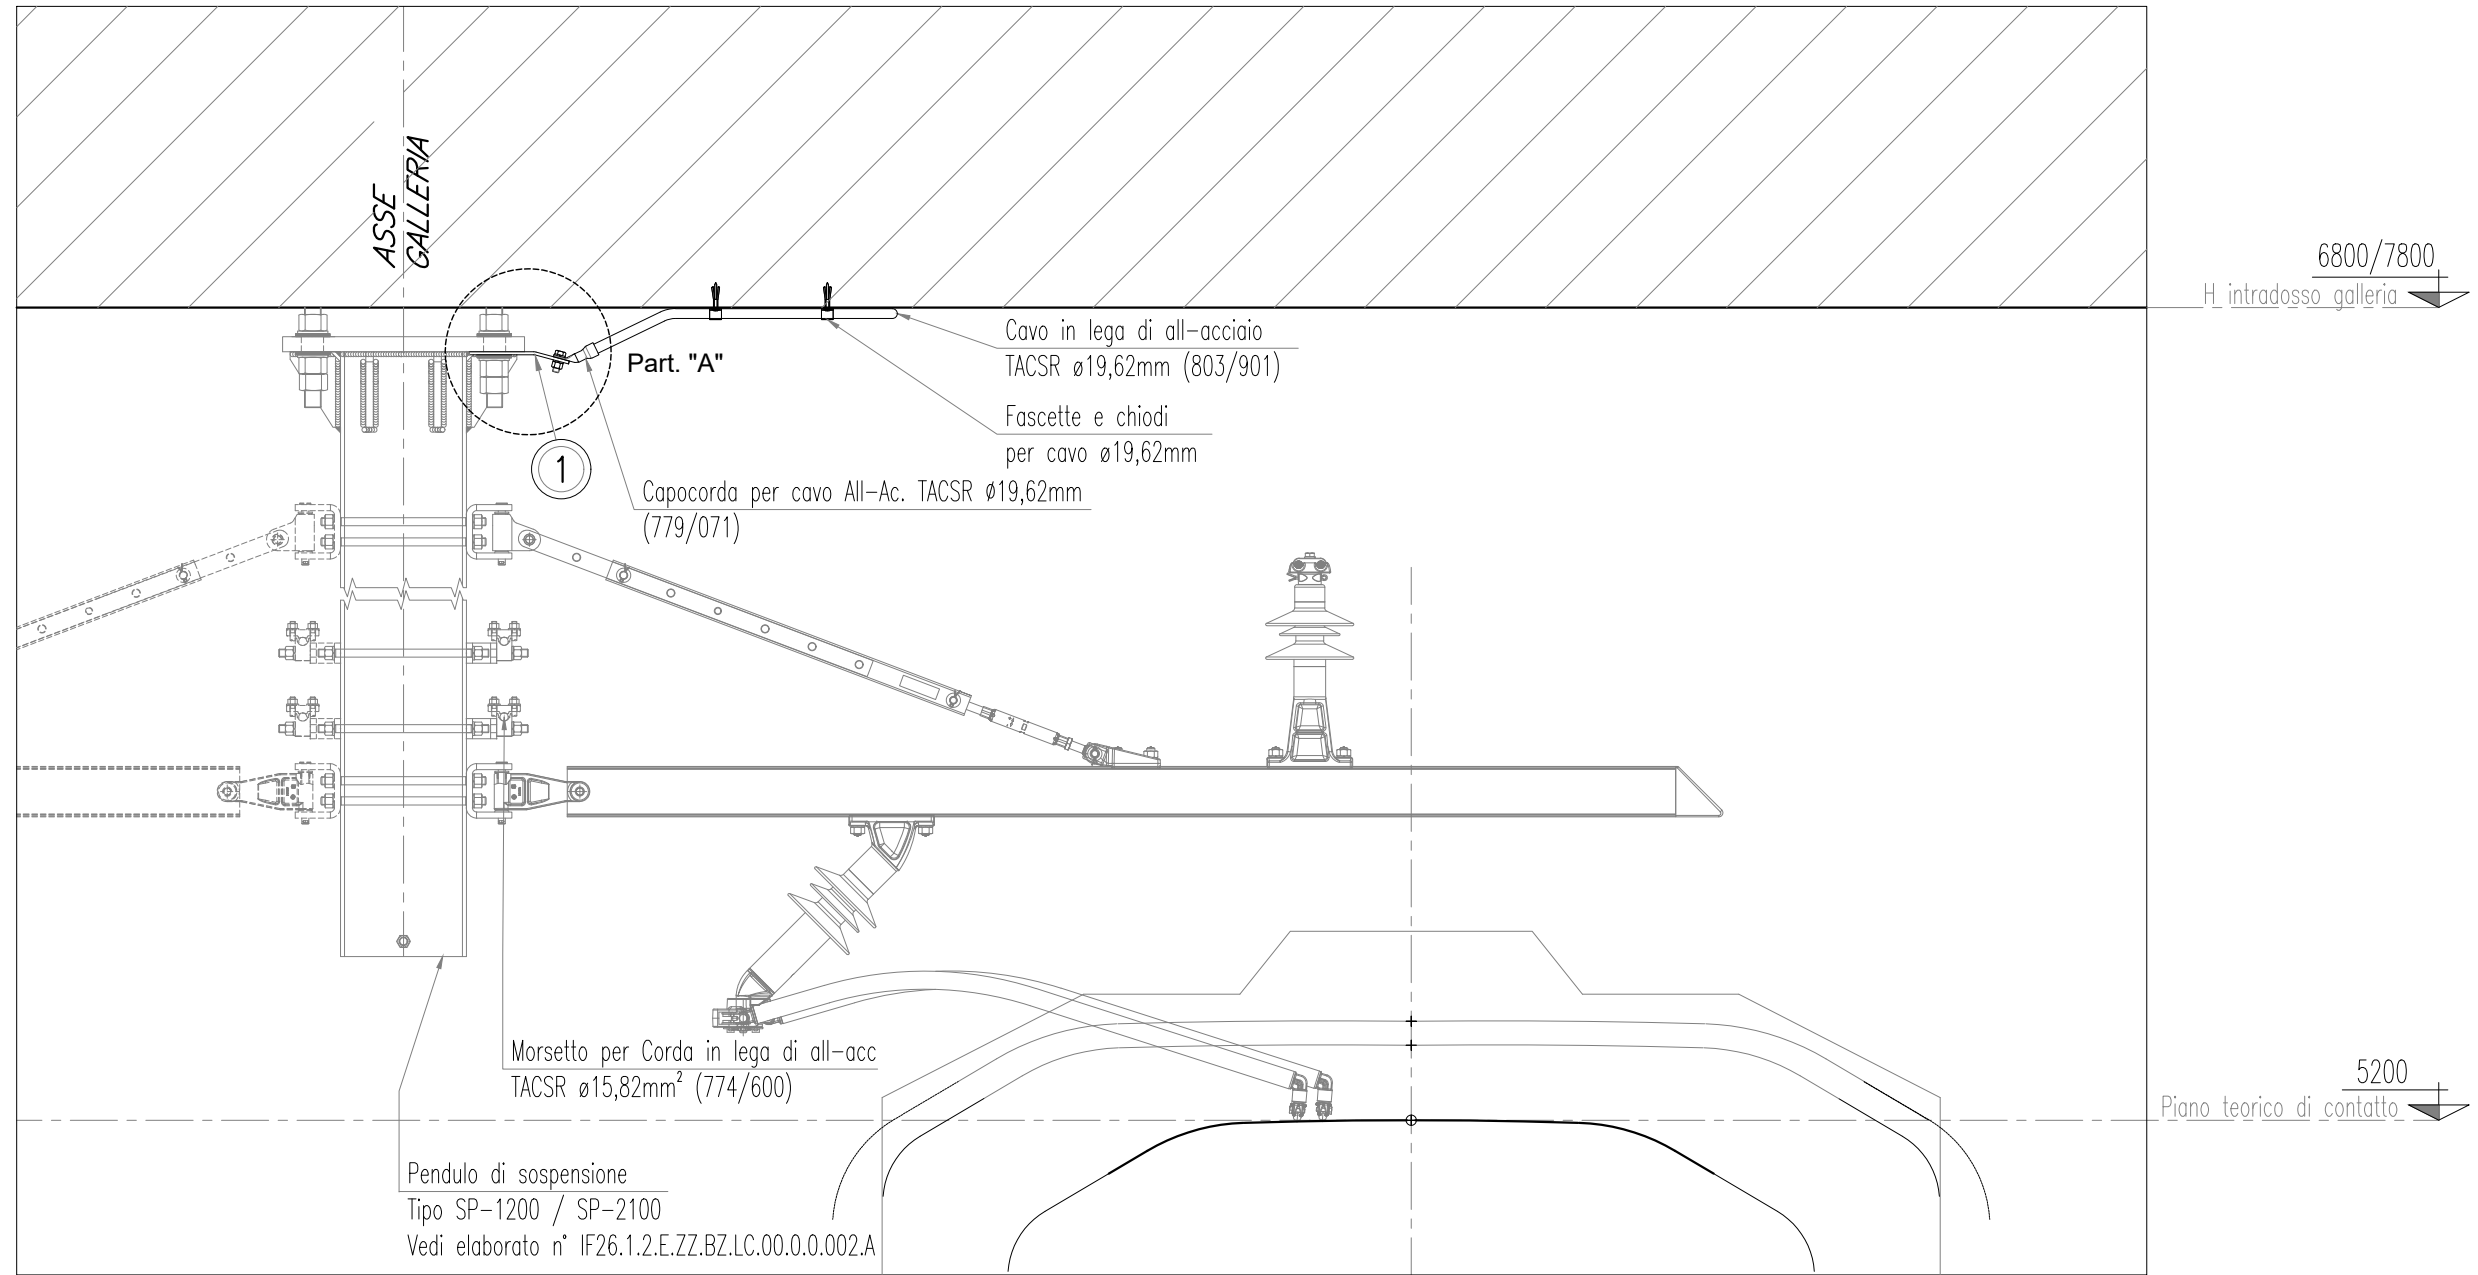 ASSE
GALLERIA
6800/7800
H intradosso galleria
Cavo in lega di all-acciaio
TACSR ø19,62mm (803/901)
Part. "A"
Fascette e chiodi
per cavo ø19,62mm
1
Capocorda per cavo All-Ac. TACSR Ø19,62mm
(779/071)
Morsetto per Corda in lega di all-acc
TACSR ø15,82mm² (774/600)
5200
Piano teorico di contatto
Pendulo di sospensione
Tipo SP-1200 / SP-2100
Vedi elaborato n° IF26.1.2.E.ZZ.BZ.LC.00.0.0.002.A